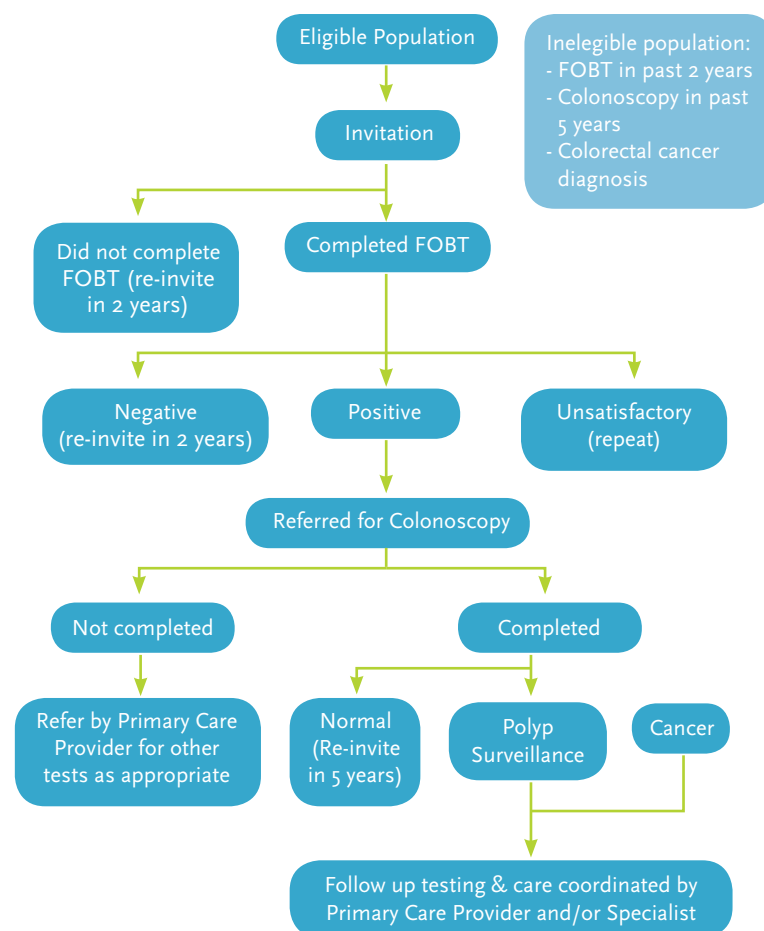 Eligible Population
Inelegible population:
- FOBT in past 2 years
- Colonoscopy in past
5 years
- Colorectal cancer
diagnosis
Invitation
Did not complete
FOBT (re-invite
in 2 years)
Completed FOBT
Negative
(re-invite in 2 years)
Positive
Unsatisfactory
(repeat)
Referred for Colonoscopy
Not completed
Completed
Refer by Primary Care
Provider for other
tests as appropriate
Normal
(Re-invite
in 5 years)
Polyp
Surveillance
Cancer
Follow up testing & care coordinated by
Primary Care Provider and/or Specialist